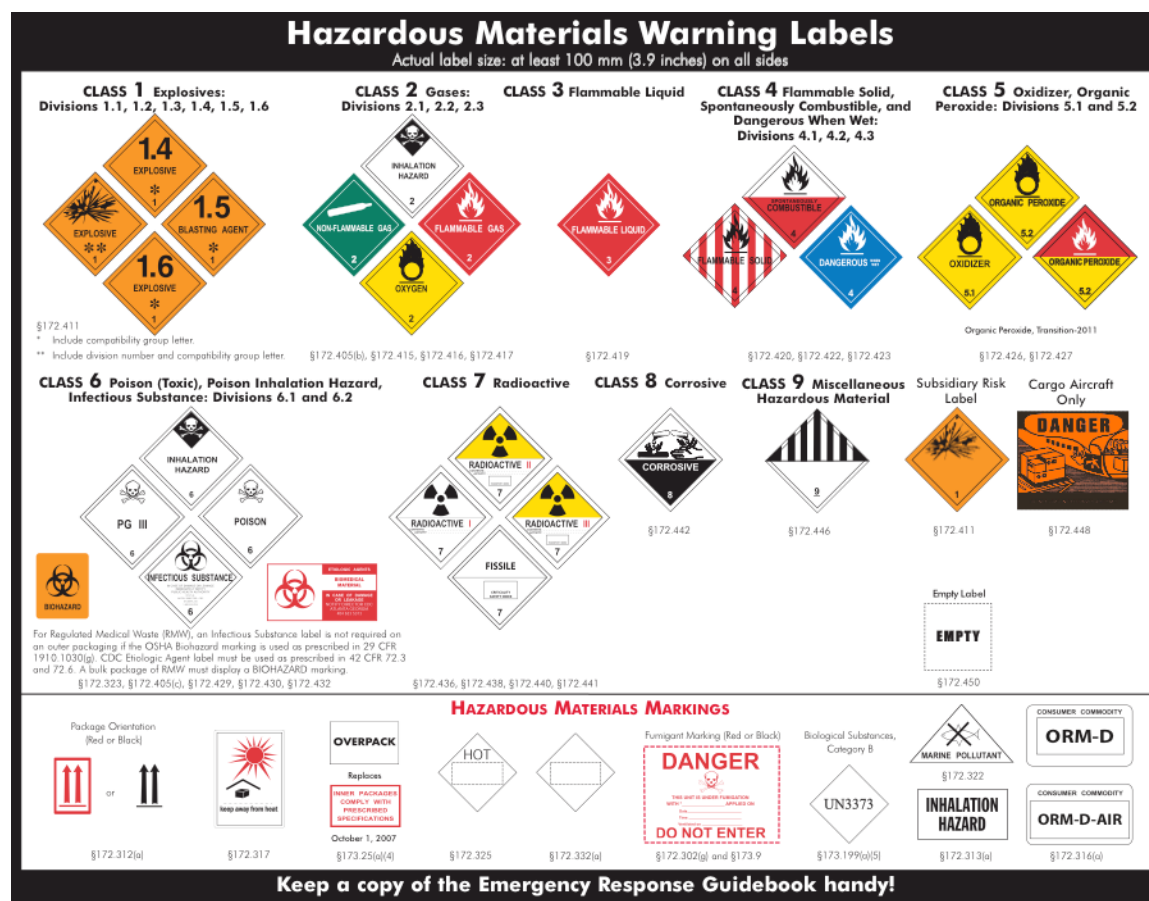 Hazardous Materials Warning Labels
Actual label size: at least 100 mm (3.9 inches) on all sides
CLASS 1 Explosives:
Divisions 1.1, 1.2, 1.3, 1.4, 1.5, 1.6
1.4
EXPLOSIVE
*
1
EXPLOSIVE
**
1
1.5
BLASTING AGENT
*
1
1.6
EXPLOSIVE
*
1
§172.411
* Include compatibility group letter.
** Include division number and compatibility group letter.
CLASS 2 Gases:
Divisions 2.1, 2.2, 2.3
INHALATION
HAZARD
2
NON-FLAMMABLE GAS
2
FLAMMABLE GAS
2
OXYGEN
2
§172.405(b), §172.415, §172.416, §172.417
CLASS 3 Flammable Liquid
FLAMMABLE LIQUID
3
§172.419
CLASS 4 Flammable Solid,
Spontaneously Combustible, and
Dangerous When Wet:
Divisions 4.1, 4.2, 4.3
SPONTANEOUSLY
COMBUSTIBLE
4
FLAMMABLE SOLID
4
DANGEROUS
4
§172.420, §172.422, §172.423
CLASS 5 Oxidizer, Organic
Peroxide: Divisions 5.1 and 5.2
ORGANIC PEROXIDE
5.2
OXIDIZER
5.1
ORGANIC PEROXIDE
5.2
Organic Peroxide, Transition-2011
§172.426, §172.427
CLASS 6 Poison (Toxic), Poison Inhalation Hazard,
Infectious Substance: Divisions 6.1 and 6.2
INHALATION
HAZARD
6
PG III
6
POISON
6
INFECTIOUS SUBSTANCE
6
BIOHAZARD
ETIOLOGIC AGENTS
BIOMEDICAL
MATERIAL
IN CASE OF DAMAGE
OR LEAKAGE
For Regulated Medical Waste (RMW), an Infectious Substance label is not required on
an outer packaging if the OSHA Biohazard marking is used as prescribed in 29 CFR
1910.1030(g). CDC Etiologic Agent label must be used as prescribed in 42 CFR 72.3
and 72.6. A bulk package of RMW must display a BIOHAZARD marking.
§172.323, §172.405(c), §172.429, §172.430, §172.432
CLASS 7 Radioactive
RADIOACTIVE II
7
RADIOACTIVE I
7
RADIOACTIVE III
7
FISSILE
7
§172.436, §172.438, §172.440, §172.441
CLASS 8 Corrosive
CORROSIVE
8
§172.442
CLASS 9 Miscellaneous
Hazardous Material
9
§172.446
Subsidiary Risk
Label
1
§172.411
Cargo Aircraft
Only
DANGER
§172.448
Empty Label
EMPTY
§172.450
HAZARDOUS MATERIALS MARKINGS
Package Orientation
(Red or Black)
or
§172.312(a)
keep away from heat
§172.317
OVERPACK
Replaces
INNER PACKAGES
COMPLY WITH
PRESCRIBED
SPECIFICATIONS
October 1, 2007
§173.25(a)(4)
HOT
§172.325
§172.332(a)
Fumigant Marking (Red or Black)
DANGER
THIS UNIT IS UNDER FUMIGATION
WITH APPLIED ON
DO NOT ENTER
§172.302(g) and §173.9
Biological Substances,
Category B
UN3373
§173.199(a)(5)
MARINE POLLUTANT
§172.322
INHALATION
HAZARD
§172.313(a)
CONSUMER COMMODITY
ORM-D
CONSUMER COMMODITY
ORM-D-AIR
§172.316(a)
Keep a copy of the Emergency Response Guidebook handy!